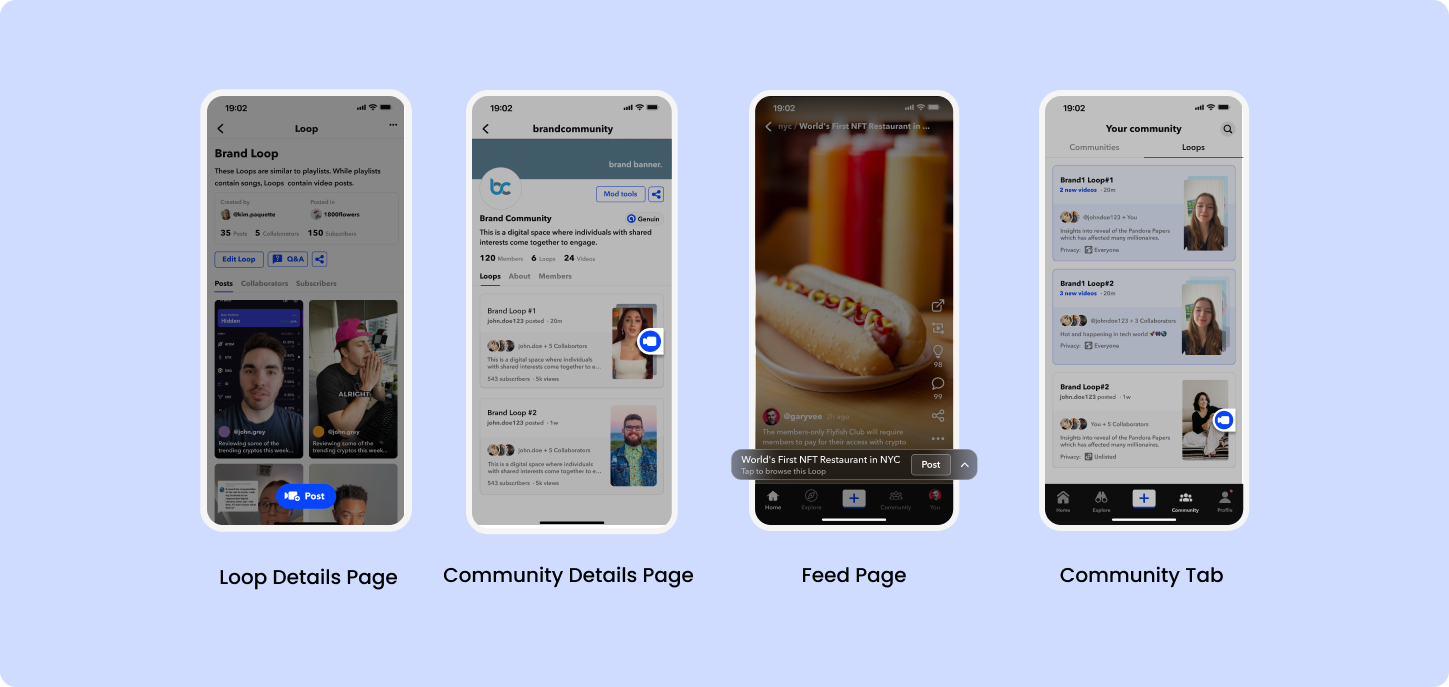 19:02
Loop
Brand Loop
These Loops are similar to playlists. While playlists
contain songs, Loops contain video posts.
Created by
@kim.paquette
Posted in
1800flowers
35 Posts 5 Collaborators 150 Subscribers
Edit Loop
Q&A
Posts Collaborators Subscribers
Hidden
@john.grey
Reviewing some of the
trending cryptos this week...
ALRIGHT
@john.grey
Reviewing some of the
trending cryptos this week...
Post
Loop Details Page
19:02
brandcommunity
brand banner.
bc
Mod tools
Brand Community
Genuin
This is a digital space where individuals with shared
interests come together to engage.
120 Members 6 Loops 24 Videos
Loops About Members
Brand Loop #1
john.doe123 posted · 20m
john.doe + 5 Collaborators
This is a digital space where individuals
with shared interests come together to e...
543 subscribers · 5k views
Brand Loop #2
john.doe123 posted · 1w
john.doe + 5 Collaborators
This is a digital space where individuals
with shared interests come together to e...
543 subscribers · 5k views
Community Details Page
19:02
nyc / World's First NFT Restaurant in ...
98
99
@garyvee 2h ago
The members-only Flyfish Club will require
members to pay for their access with crypto
World's First NFT Restaurant in NYC
Tap to browse this Loop
Post
Home
Explore
Community
You
Feed Page
19:02
Your community
Communities
Loops
Brand1 Loop#1
2 new videos · 20m
@johndoe123 + You
Insights into reveal of the Pandora Papers
which has affected many millionaires.
Privacy: Everyone
Brand1 Loop#2
3 new videos · 20m
@johndoe123 + 3 Collaborators
Hot and happening in tech world
Privacy: Everyone
Brand Loop#2
john.doe123 posted · 1w
You + 5 Collaborators
Insights into reveal of the Pandora Papers
which has affected many millionaires.
Privacy: Unlisted
Home
Explore
Community
Profile
Community Tab